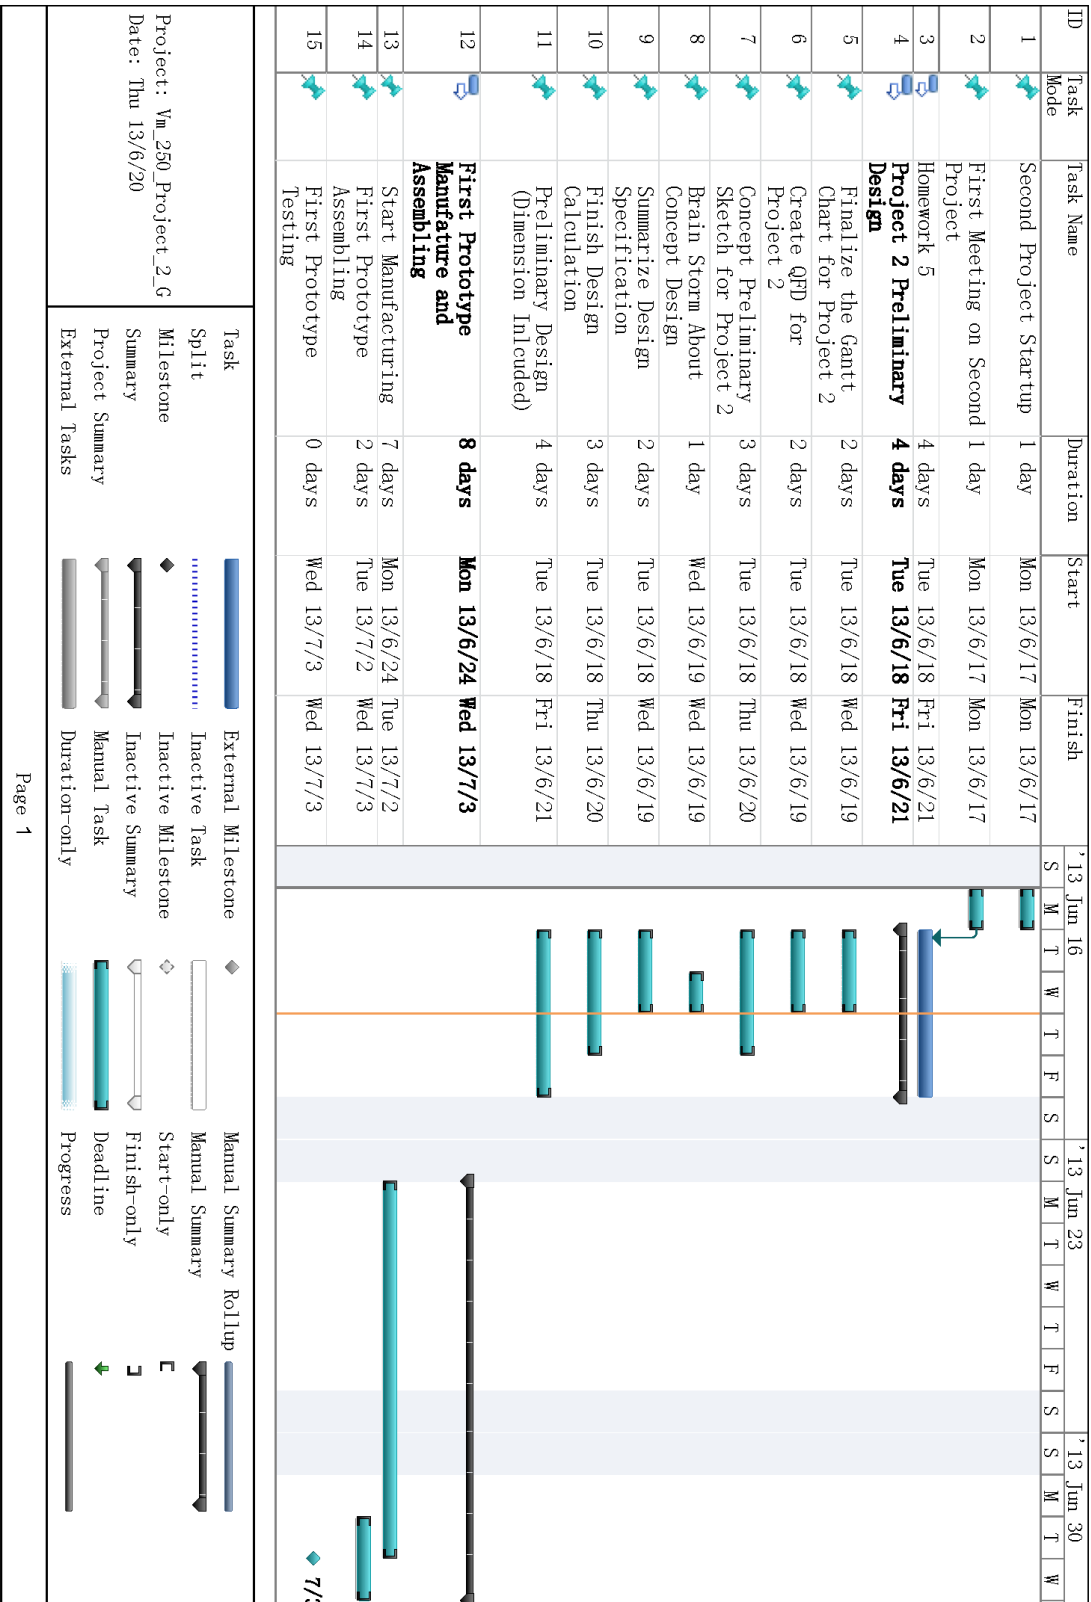 ID Task Mode Task Name Duration Start Finish
'13 Jun 16 '13 Jun 23 '13 Jun 30
S M T W T F S S M T W T F S S M T W
1 Second Project Startup 1 day Mon 13/6/17 Mon 13/6/17
2 First Meeting on Second 1 day Mon 13/6/17 Mon 13/6/17
Project
3 Homework 5 4 days Tue 13/6/18 Fri 13/6/21
4 Project 2 Preliminary 4 days Tue 13/6/18 Fri 13/6/21
Design
5 Finalize the Gantt 2 days Tue 13/6/18 Wed 13/6/19
Chart for Project 2
6 Create QFD for 2 days Tue 13/6/18 Wed 13/6/19
Project 2
7 Concept Preliminary 3 days Tue 13/6/18 Thu 13/6/20
Sketch for Project 2
8 Brain Storm About 1 day Wed 13/6/19 Wed 13/6/19
Concept Design
9 Summarize Design 2 days Tue 13/6/18 Wed 13/6/19
Specification
10 Finish Design 3 days Tue 13/6/18 Thu 13/6/20
Calculation
11 Preliminary Design 4 days Tue 13/6/18 Fri 13/6/21
(Dimension Inlcuded)
12 First Prototype 8 days Mon 13/6/24 Wed 13/7/3
Manufature and
Assembling
13 Start Manufacturing 7 days Mon 13/6/24 Tue 13/7/2
14 First Prototype 2 days Tue 13/7/2 Wed 13/7/3
Assembling
15 First Prototype 0 days Wed 13/7/3 Wed 13/7/3
Testing
Project: Vm_250_Project_2_G
Date: Thu 13/6/20
Task External Milestone Manual Summary Rollup
Split Inactive Task Manual Summary
Milestone Inactive Milestone Start-only
Summary Inactive Summary Finish-only
Project Summary Manual Task Deadline
External Tasks Duration-only Progress
Page 1